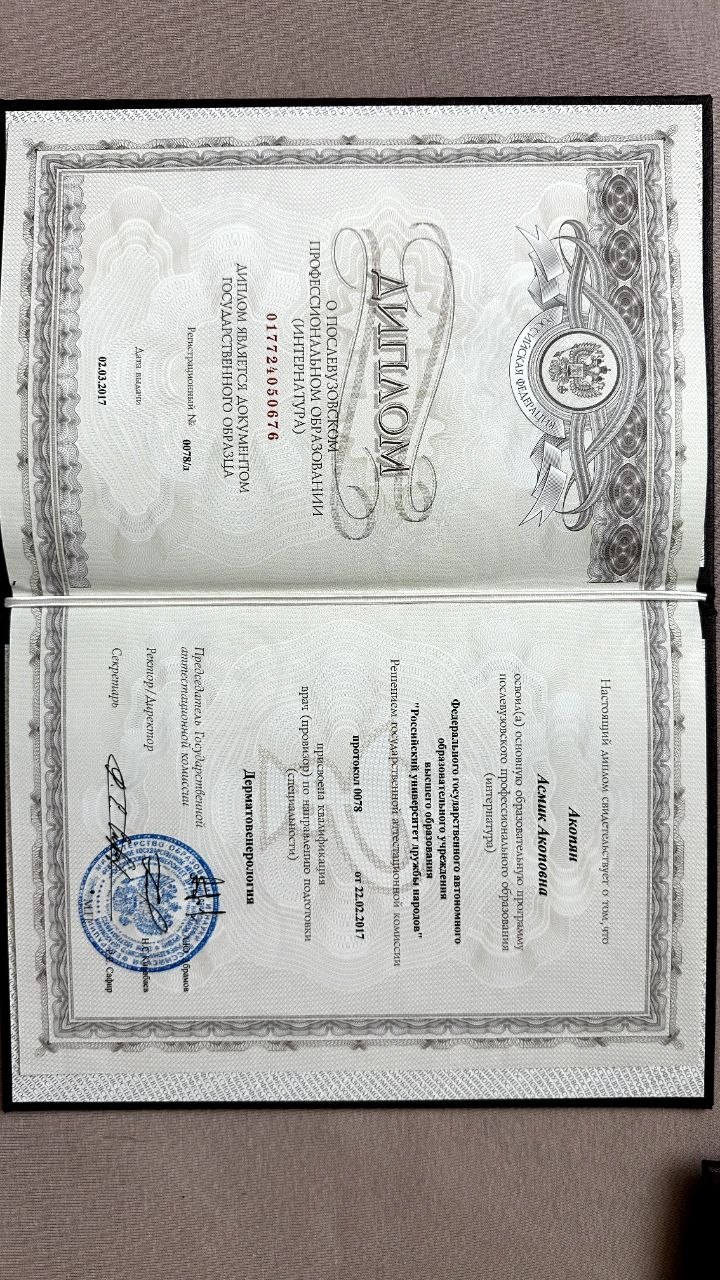 РОССИЙСКАЯ ФЕДЕРАЦИЯ
ДИПЛОМ
О ПОСЛЕВУЗОВСКОМ
ПРОФЕССИОНАЛЬНОМ ОБРАЗОВАНИИ
(ИНТЕРНАТУРА)
017724050676
ДИПЛОМ ЯВЛЯЕТСЯ ДОКУМЕНТОМ
ГОСУДАРСТВЕННОГО ОБРАЗЦА
Регистрационный № 0078/л
Дата выдачи
02.03.2017
Настоящий диплом свидетельствует о том, что
Акопян
Асмик Акоповна
освоил(а) основную образовательную программу
послевузовского профессионального образования
(интернатура)
Федерального государственного автономного
образовательного учреждения
высшего образования
"Российский университет дружбы народов"
Решением государственной аттестационной комиссии
протокол 0078 от 22.02.2017
присвоена квалификация
врач (провизор) по направлению подготовки
(специальности)
Дерматовенерология
Председатель Государственной
аттестационной комиссии
Ректор/Директор
Секретарь
Сафир